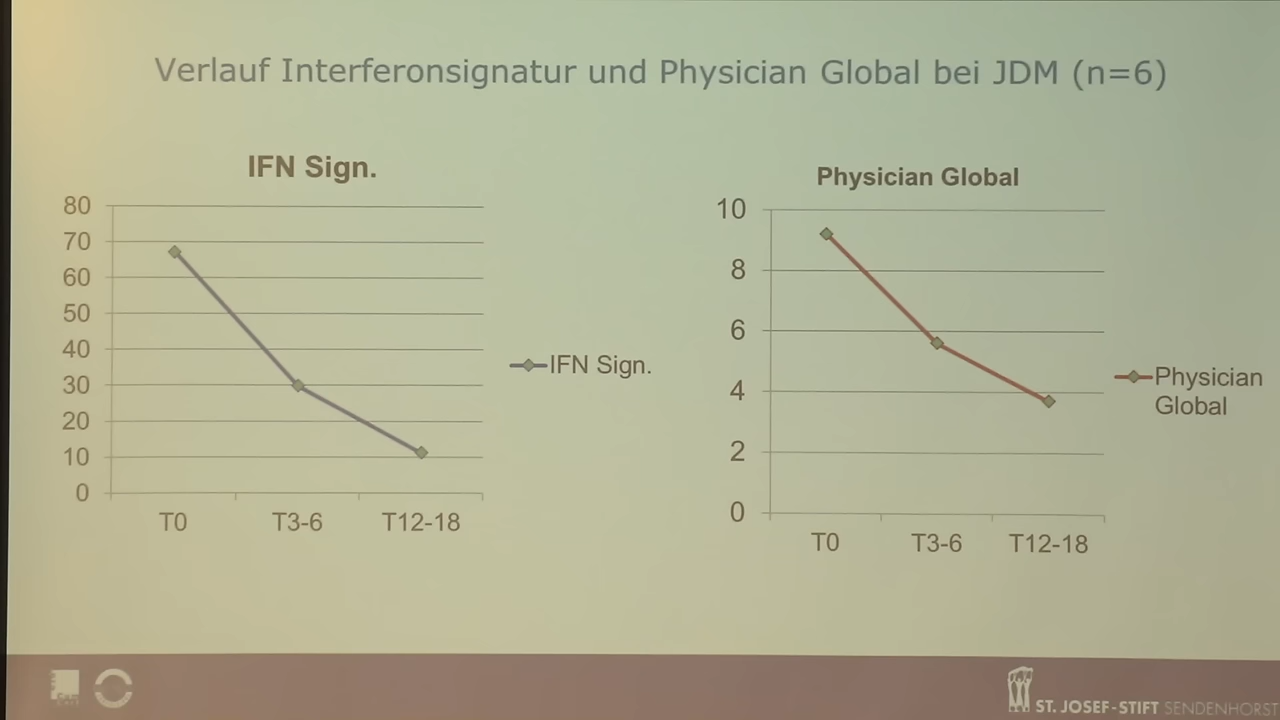 Verlauf Interferonsignatur und Physician Global bei JDM (n=6)
IFN Sign.
80
70
60
50
40
30
20
10
0
T0 T3-6 T12-18
IFN Sign.
Physician Global
10
8
6
4
2
0
T0 T3-6 T12-18
Physician
Global
ST. JOSEF-STIFT SENDENHORST